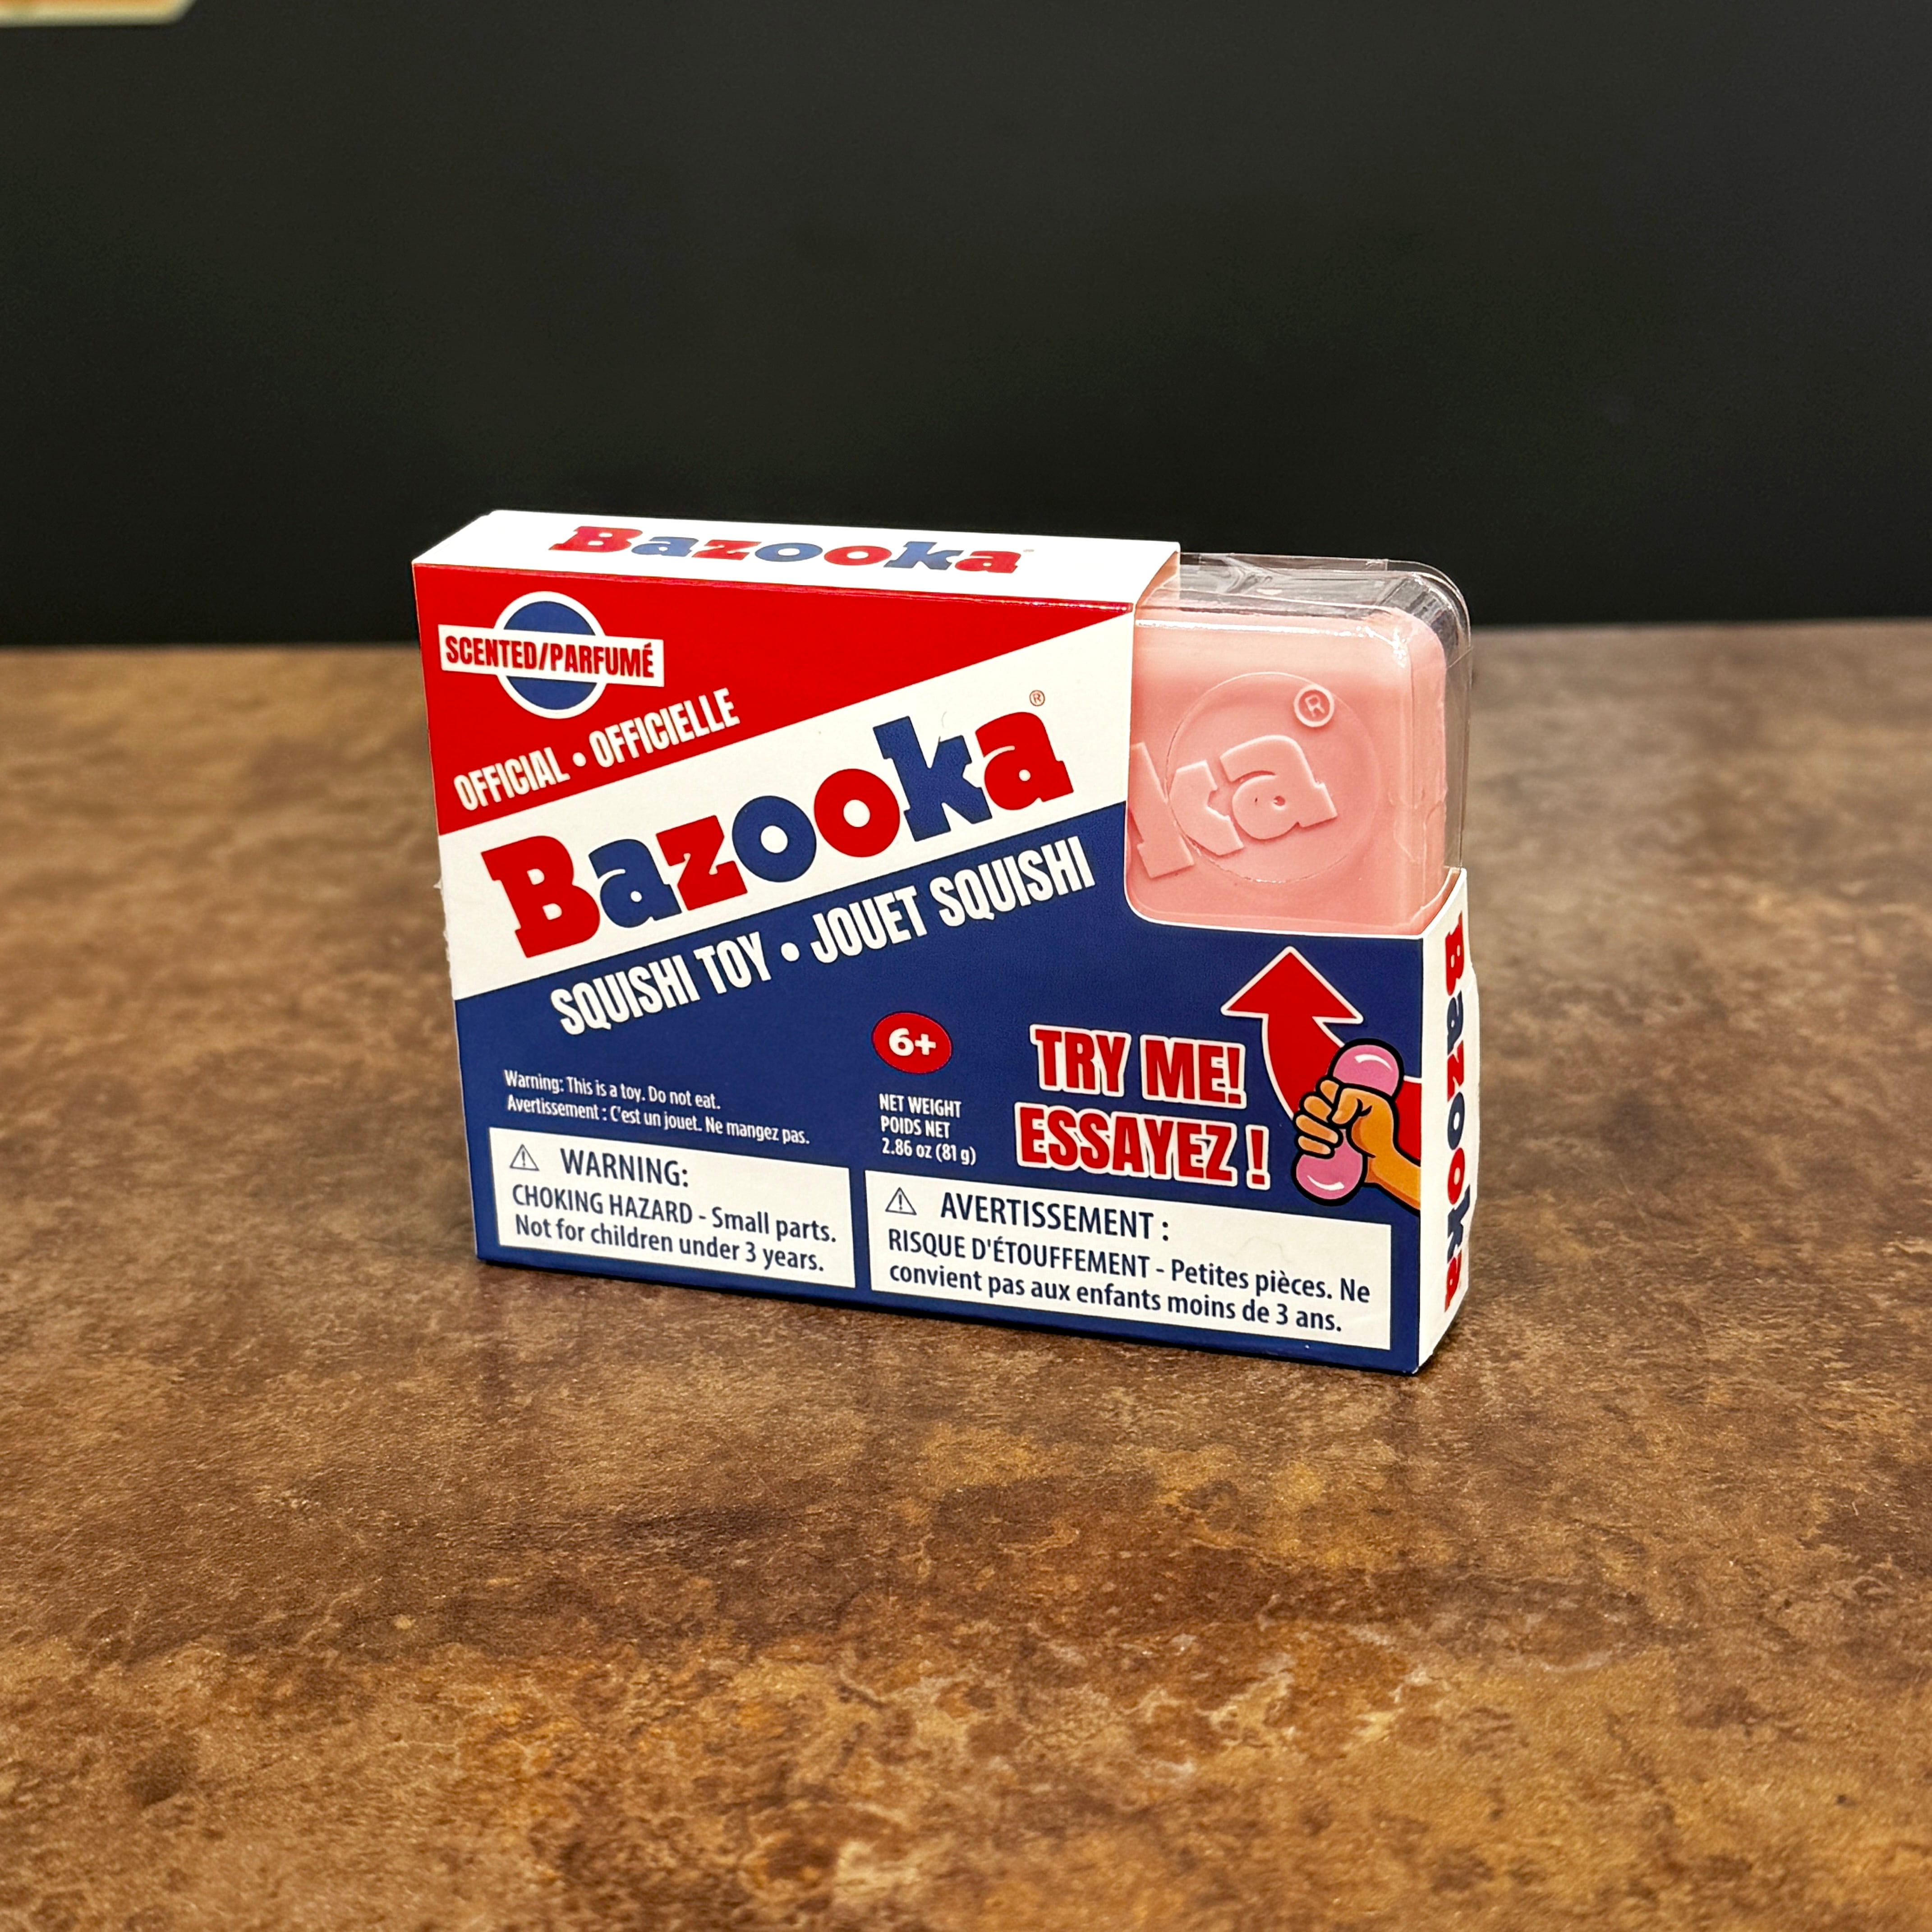 Bazooka
SCENTED/PARFUMÉ
OFFICIAL • OFFICIELLE
Bazooka®
SQUISHI TOY • JOUET SQUISHI
ka®
6+
Warning: This is a toy. Do not eat.
Avertissement : C'est un jouet. Ne mangez pas.
NET WEIGHT
POIDS NET
2.86 oz (81 g)
TRY ME!
ESSAYEZ !
⚠ WARNING:
CHOKING HAZARD - Small parts.
Not for children under 3 years.
⚠ AVERTISSEMENT :
RISQUE D'ÉTOUFFEMENT - Petites pièces. Ne
convient pas aux enfants moins de 3 ans.
Bazooka